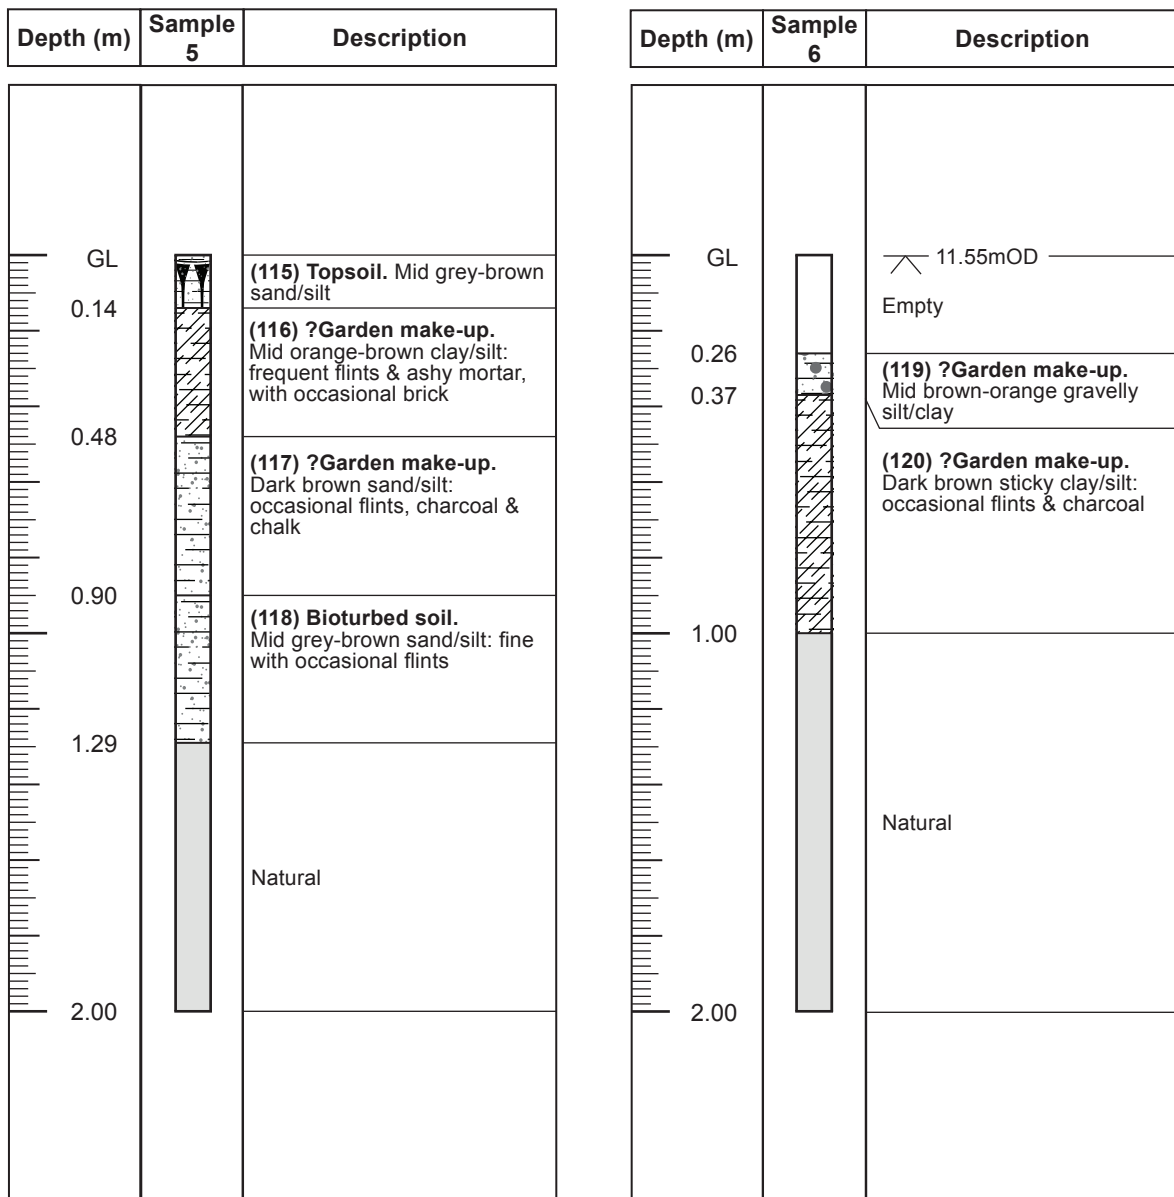 Depth (m)
Sample
5
Description
GL
(115) Topsoil. Mid grey-brown
sand/silt
0.14
(116) ?Garden make-up.
Mid orange-brown clay/silt:
frequent flints & ashy mortar,
with occasional brick
0.48
(117) ?Garden make-up.
Dark brown sand/silt:
occasional flints, charcoal &
chalk
0.90
(118) Bioturbed soil.
Mid grey-brown sand/silt: fine
with occasional flints
1.29
Natural
2.00
Depth (m)
Sample
6
Description
GL
11.55mOD
Empty
0.26
(119) ?Garden make-up.
Mid brown-orange gravelly
silt/clay
0.37
(120) ?Garden make-up.
Dark brown sticky clay/silt:
occasional flints & charcoal
1.00
Natural
2.00